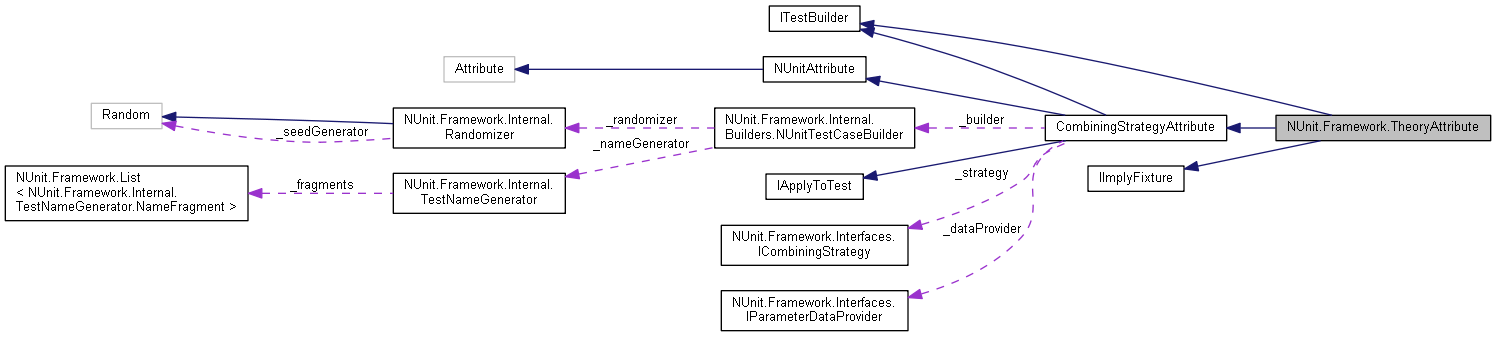 ITestBuilder
Attribute
NUnitAttribute
Random
_seedGenerator
NUnit.Framework.Internal.
Randomizer
_randomizer
NUnit.Framework.Internal.
Builders.NUnitTestCaseBuilder
_builder
CombiningStrategyAttribute
NUnit.Framework.TheoryAttribute
_nameGenerator
NUnit.Framework.List
< NUnit.Framework.Internal.
TestNameGenerator.NameFragment >
_fragments
NUnit.Framework.Internal.
TestNameGenerator
IApplyToTest
_strategy
IImplyFixture
NUnit.Framework.Interfaces.
ICombiningStrategy
_dataProvider
NUnit.Framework.Interfaces.
IParameterDataProvider